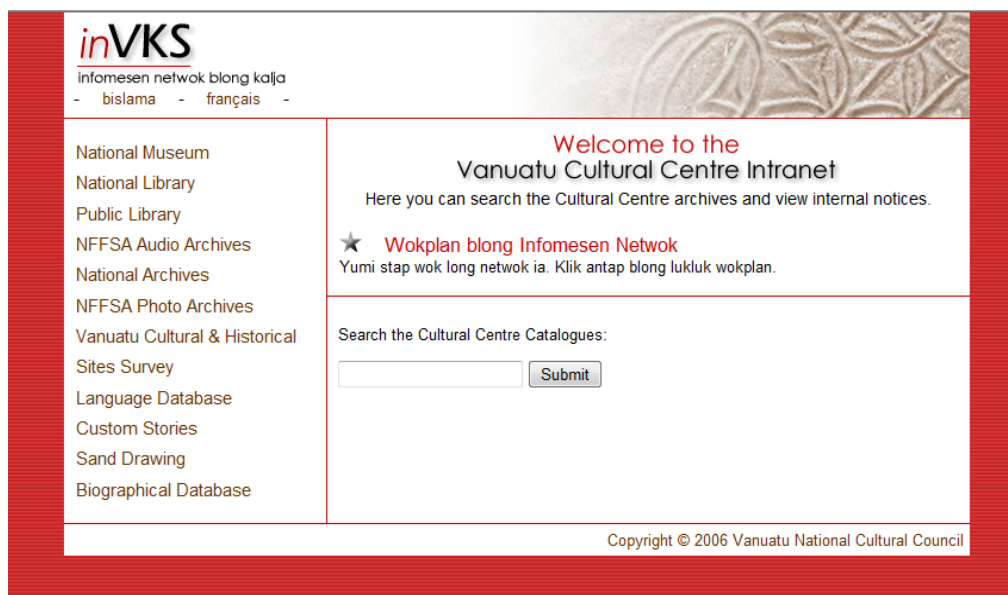 inVKS
infomesen netwok blong kalja
- bislama - français -
National Museum
National Library
Public Library
NFFSA Audio Archives
National Archives
NFFSA Photo Archives
Vanuatu Cultural & Historical
Sites Survey
Language Database
Custom Stories
Sand Drawing
Biographical Database
Welcome to the
Vanuatu Cultural Centre Intranet
Here you can search the Cultural Centre archives and view internal notices.
Wokplan blong Infomesen Netwok
Yumi stap wok long netwok ia. Klik antap blong lukluk wokplan.
Search the Cultural Centre Catalogues:
Submit
Copyright © 2006 Vanuatu National Cultural Council